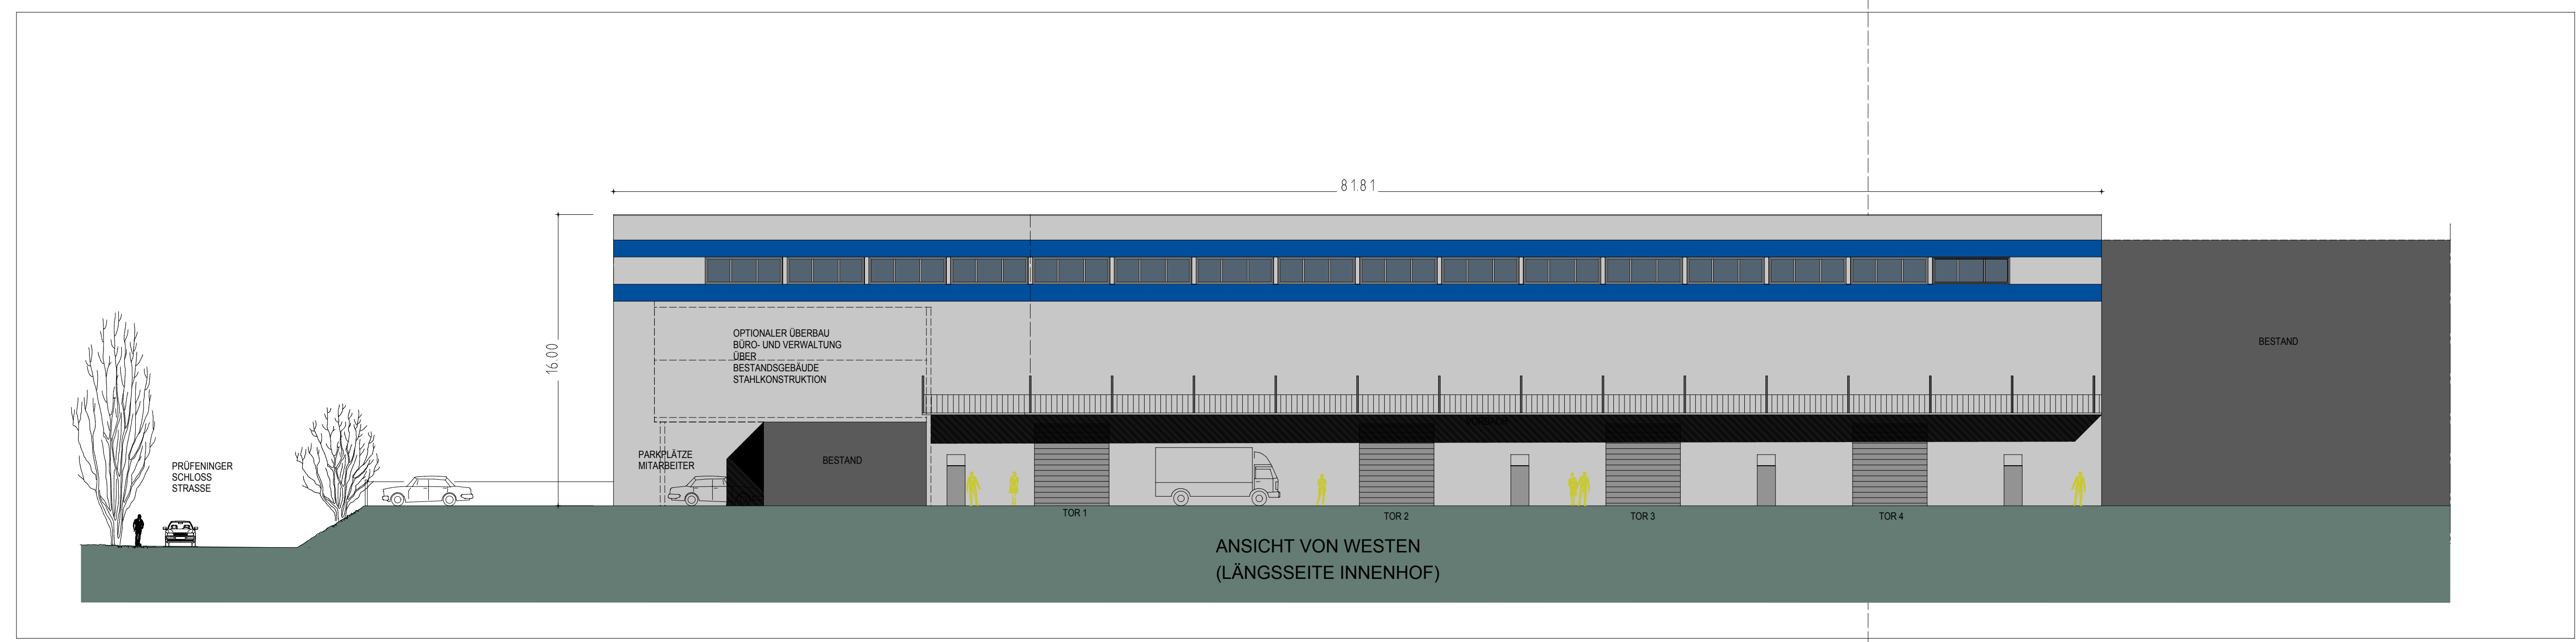 81.81
16.00
OPTIONALER ÜBERBAU
BÜRO- UND VERWALTUNG
ÜBER
BESTANDSGEBÄUDE
STAHLKONSTRUKTION
BESTAND
VORDACH
PARKPLÄTZE
MITARBEITER
BESTAND
PRÜFENINGER
SCHLOSS
STRASSE
TOR 1
TOR 2
TOR 3
TOR 4
ANSICHT VON WESTEN
(LÄNGSSEITE INNENHOF)